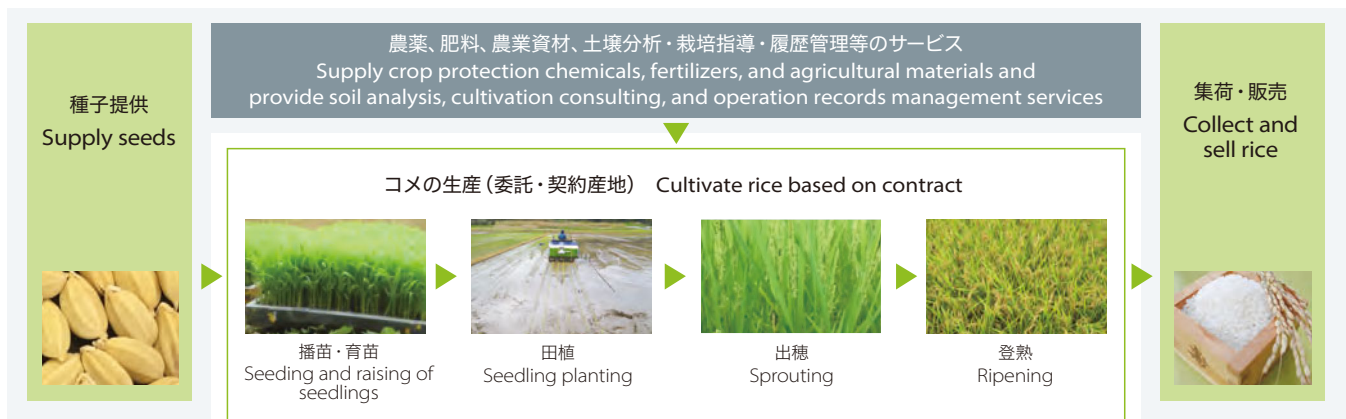 種子提供
Supply seeds
農薬、肥料、農業資材、土壌分析・栽培指導・履歴管理等のサービス
Supply crop protection chemicals, fertilizers, and agricultural materials and
provide soil analysis, cultivation consulting, and operation records management services
コメの生産（委託・契約産地） Cultivate rice based on contract
播苗・育苗
Seeding and raising of
seedlings
田植
Seedling planting
出穂
Sprouting
登熟
Ripening
集荷・販売
Collect and
sell rice